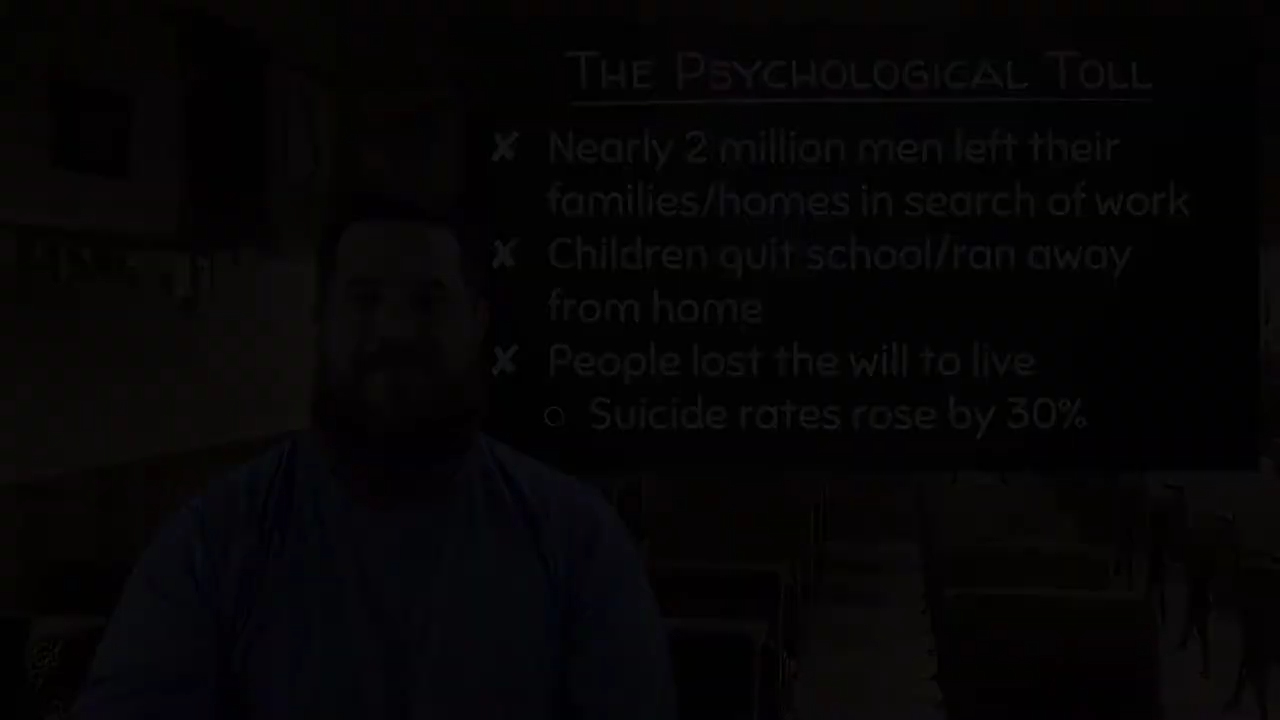 THE PSYCHOLOGICAL TOLL
✘ Nearly 2 million men left their
families/homes in search of work
✘ Children quit school/ran away
from home
✘ People lost the will to live
○ Suicide rates rose by 30%